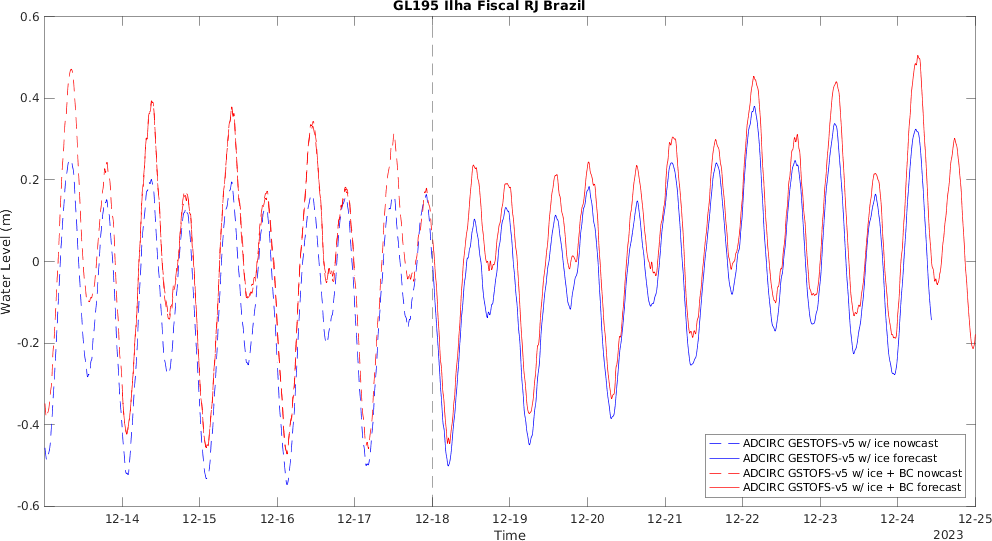 GL195 Ilha Fiscal RJ Brazil
0.6
0.4
0.2
0
-0.2
-0.4
-0.6
Water Level (m)
12-14 12-15 12-16 12-17 12-18 12-19 12-20 12-21 12-22 12-23 12-24 12-25
Time
2023
ADCIRC GESTOFS-v5 w/ ice nowcast
ADCIRC GESTOFS-v5 w/ ice forecast
ADCIRC GSTOFS-v5 w/ ice + BC nowcast
ADCIRC GSTOFS-v5 w/ ice + BC forecast